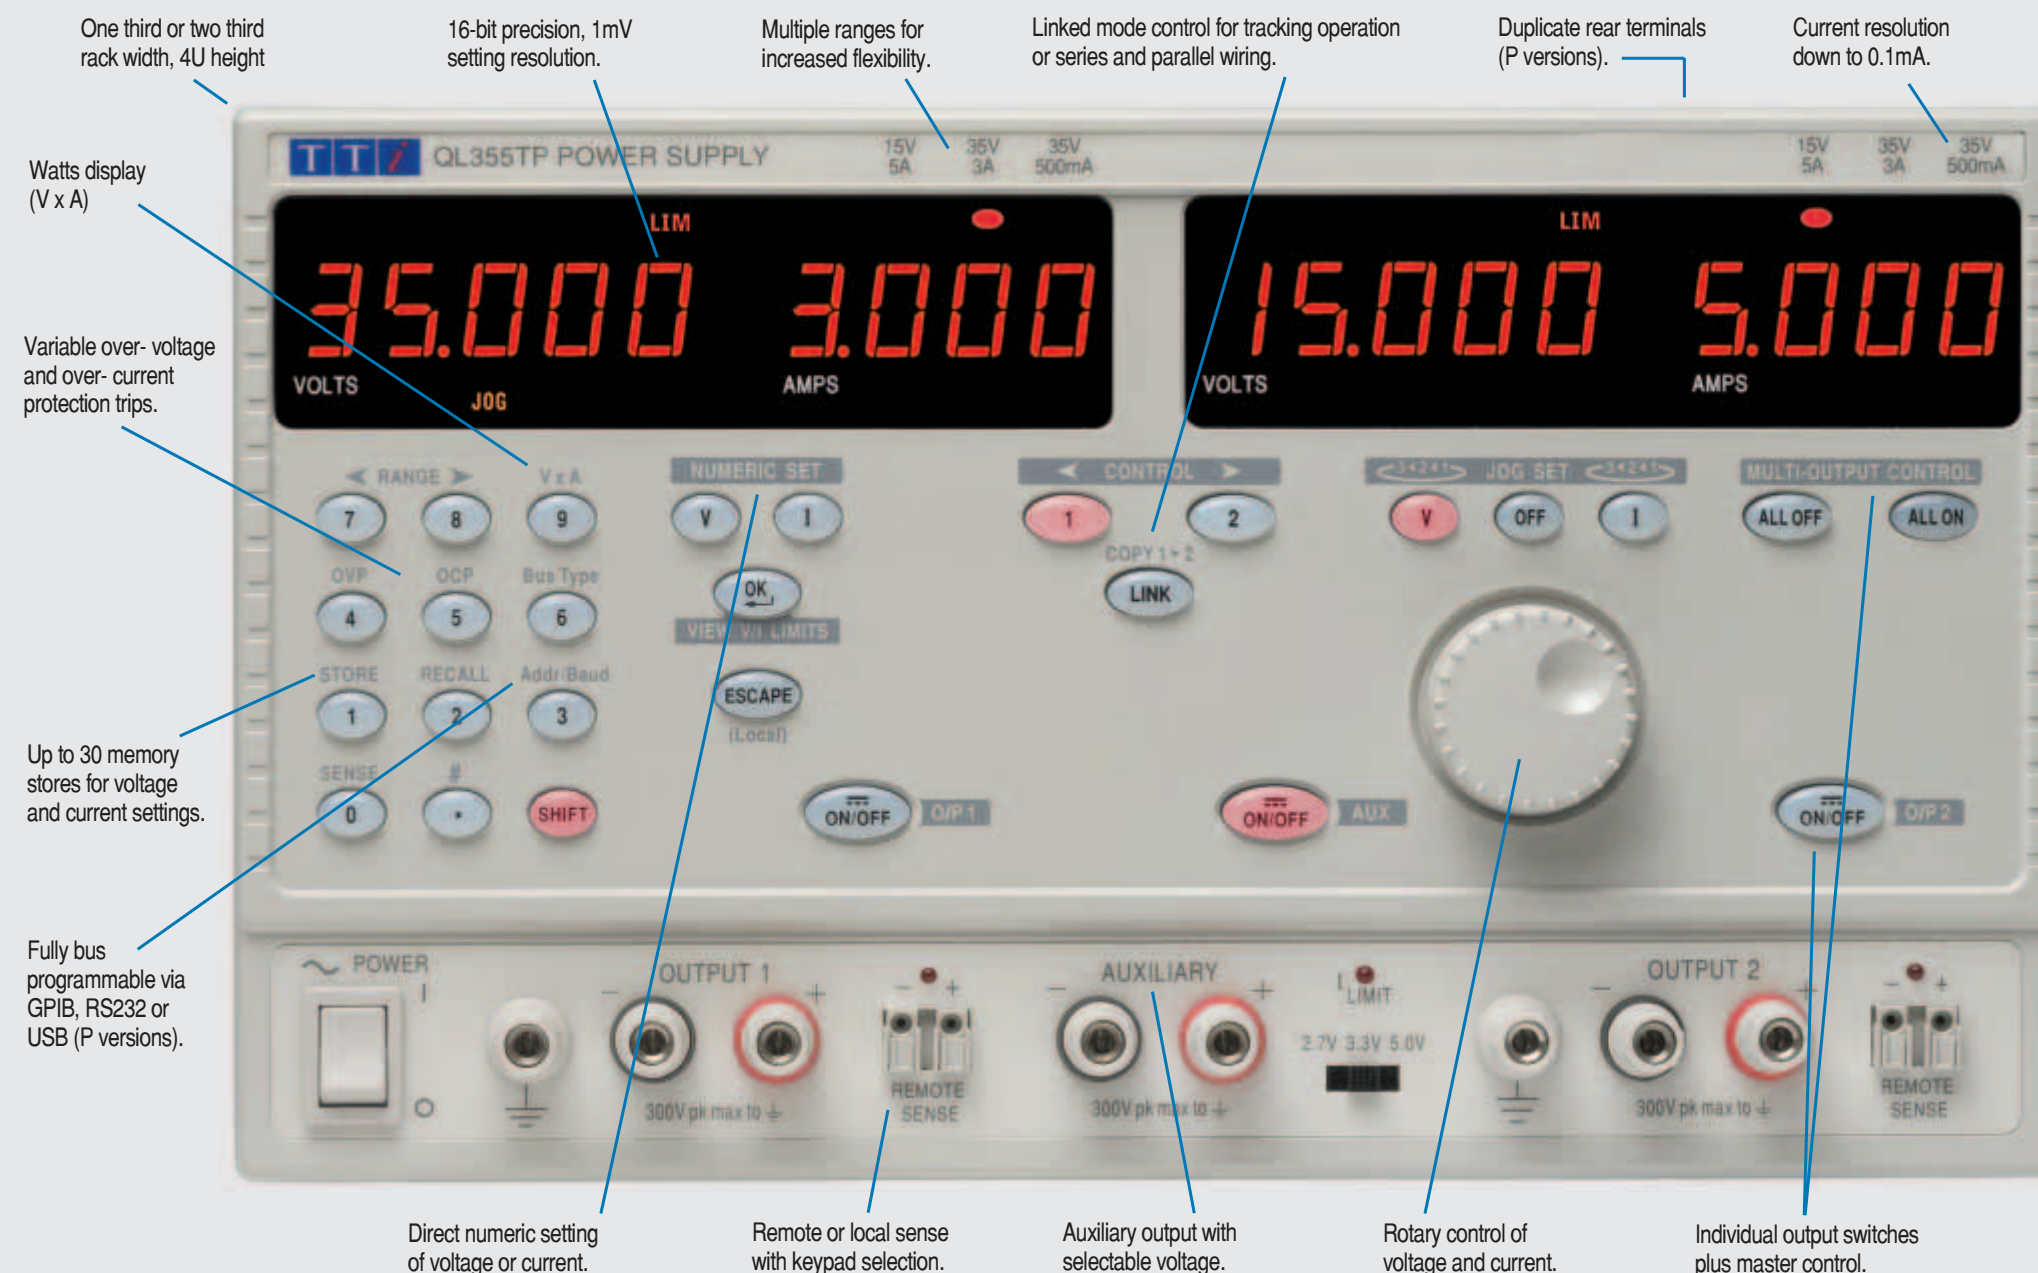 One third or two third
rack width, 4U height
16-bit precision, 1mV
setting resolution.
Multiple ranges for
increased flexibility.
Linked mode control for tracking operation
or series and parallel wiring.
Duplicate rear terminals
(P versions).
Current resolution
down to 0.1mA.
TTi QL355TP POWER SUPPLY
15V 35V 35V
5A 3A 500mA
15V 35V 35V
5A 3A 500mA
Watts display
(V x A)
LIM
35.000 3.000
VOLTS AMPS
JOG
LIM
15.000 5.000
VOLTS AMPS
Variable over- voltage
and over- current
protection trips.
RANGE V x A
7 8 9
OVP OCP Bus Type
4 5 6
STORE RECALL Addr/Baud
1 2 3
SENSE #
0 . SHIFT
NUMERIC SET
V I
OK
VIEW V/I LIMITS
ESCAPE
(Local)
CONTROL
1 2
COPY 1 ▸ 2
LINK
3 4 2 4 1 JOG SET 3 4 2 4 1
V OFF I
MULTI-OUTPUT CONTROL
ALL OFF ALL ON
ON/OFF O/P 1
ON/OFF AUX
ON/OFF O/P 2
Up to 30 memory
stores for voltage
and current settings.
Fully bus
programmable via
GPIB, RS232 or
USB (P versions).
POWER
I
O
OUTPUT 1
- +
300V pk max to
- +
REMOTE
SENSE
AUXILIARY
- +
300V pk max to
I LIMIT
2.7V 3.3V 5.0V
OUTPUT 2
- +
300V pk max to
- +
REMOTE
SENSE
Direct numeric setting
of voltage or current.
Remote or local sense
with keypad selection.
Auxiliary output with
selectable voltage.
Rotary control of
voltage and current.
Individual output switches
plus master control.